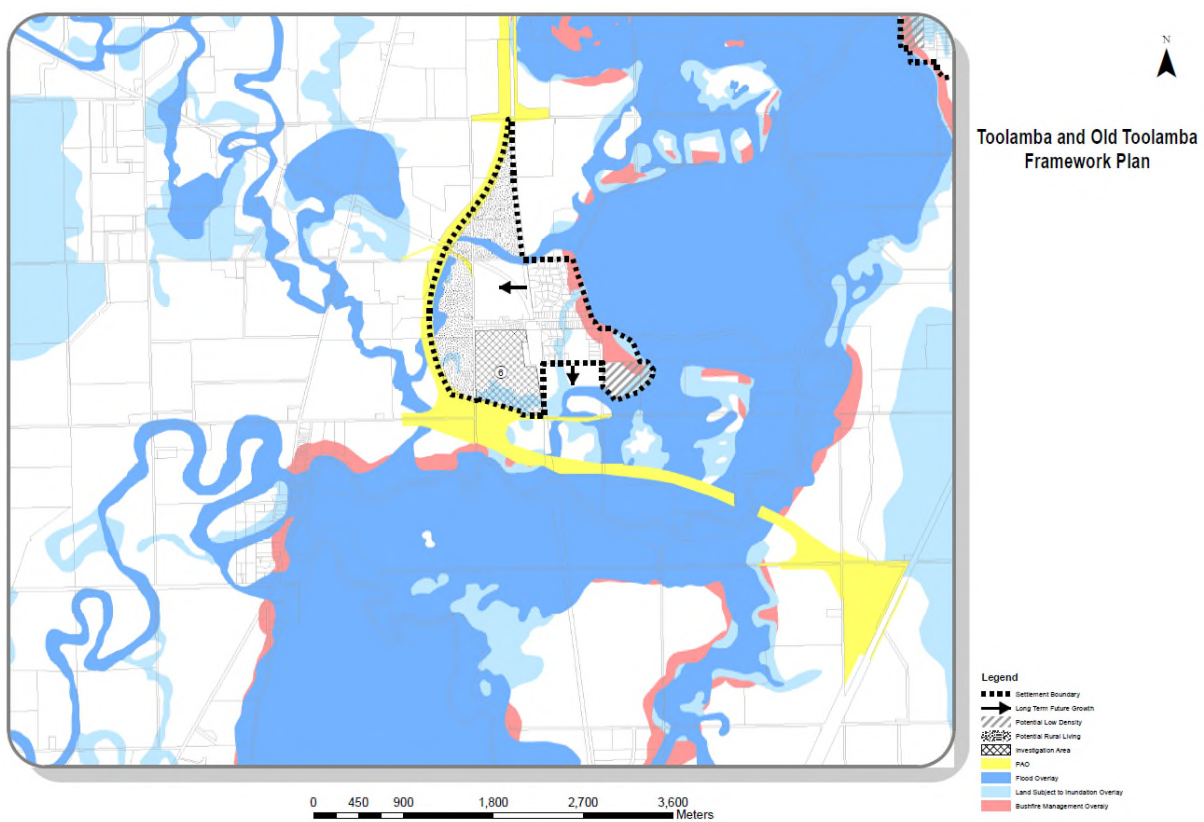 N
Toolamba and Old Toolamba
Framework Plan
6
Legend
Settlement Boundary
Long Term Future Growth
Potential Low Density
Potential Rural Living
Investigation Area
PAO
Flood Overlay
Land Subject to Inundation Overlay
Bushfire Management Overaly
0 450 900 1,800 2,700 3,600
Meters